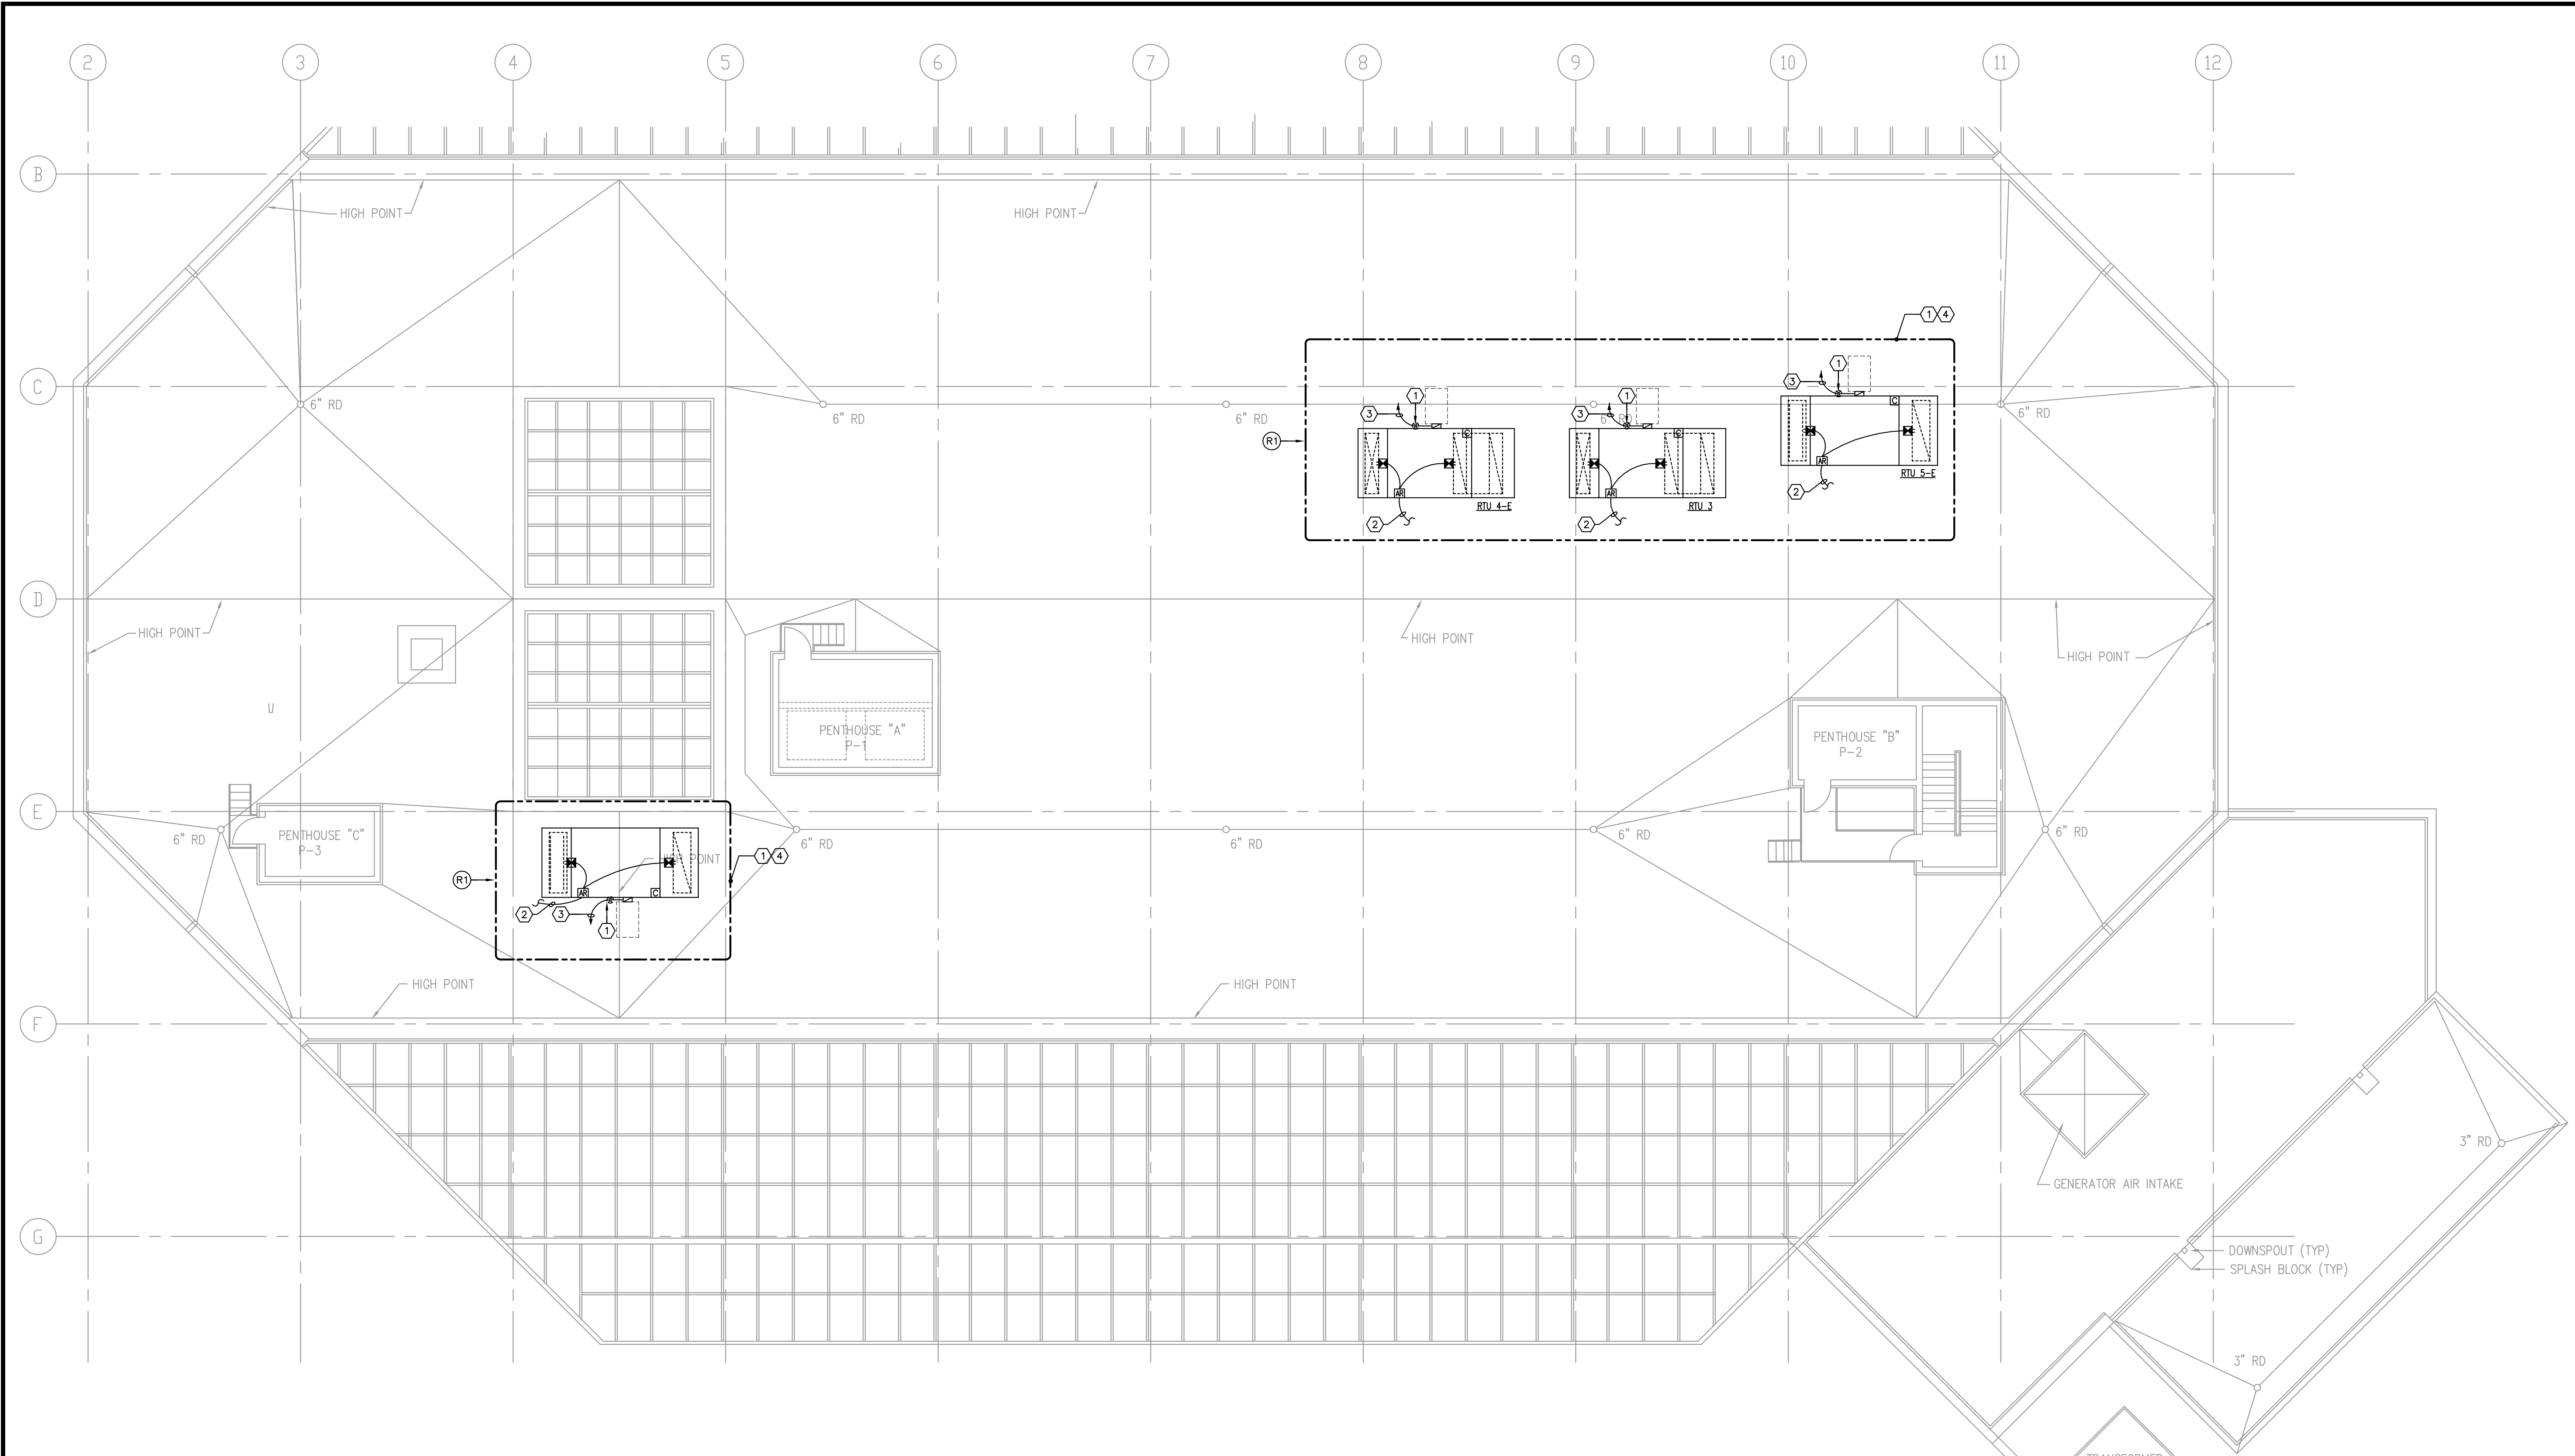 2 3 4 5 6 7 8 9 10 11 12
B
HIGH POINT
HIGH POINT
1 4
C
1
3
6" RD
6" RD
6" RD
6" RD
6" RD
3
1
3
1
C
R1
C
C
AR
RTU 5-E
2
AR
AR
RTU 4-E
RTU 3
2
2
D
HIGH POINT
HIGH POINT
HIGH POINT
U
PENTHOUSE "A"
P-1
PENTHOUSE "B"
P-2
E
6" RD
PENTHOUSE "C"
P-3
6" RD
6" RD
6" RD
6" RD
HIGH POINT
1 4
R1
AR
C
2
3
1
HIGH POINT
HIGH POINT
F
3" RD
GENERATOR AIR INTAKE
G
DOWNSPOUT (TYP)
SPLASH BLOCK (TYP)
3" RD